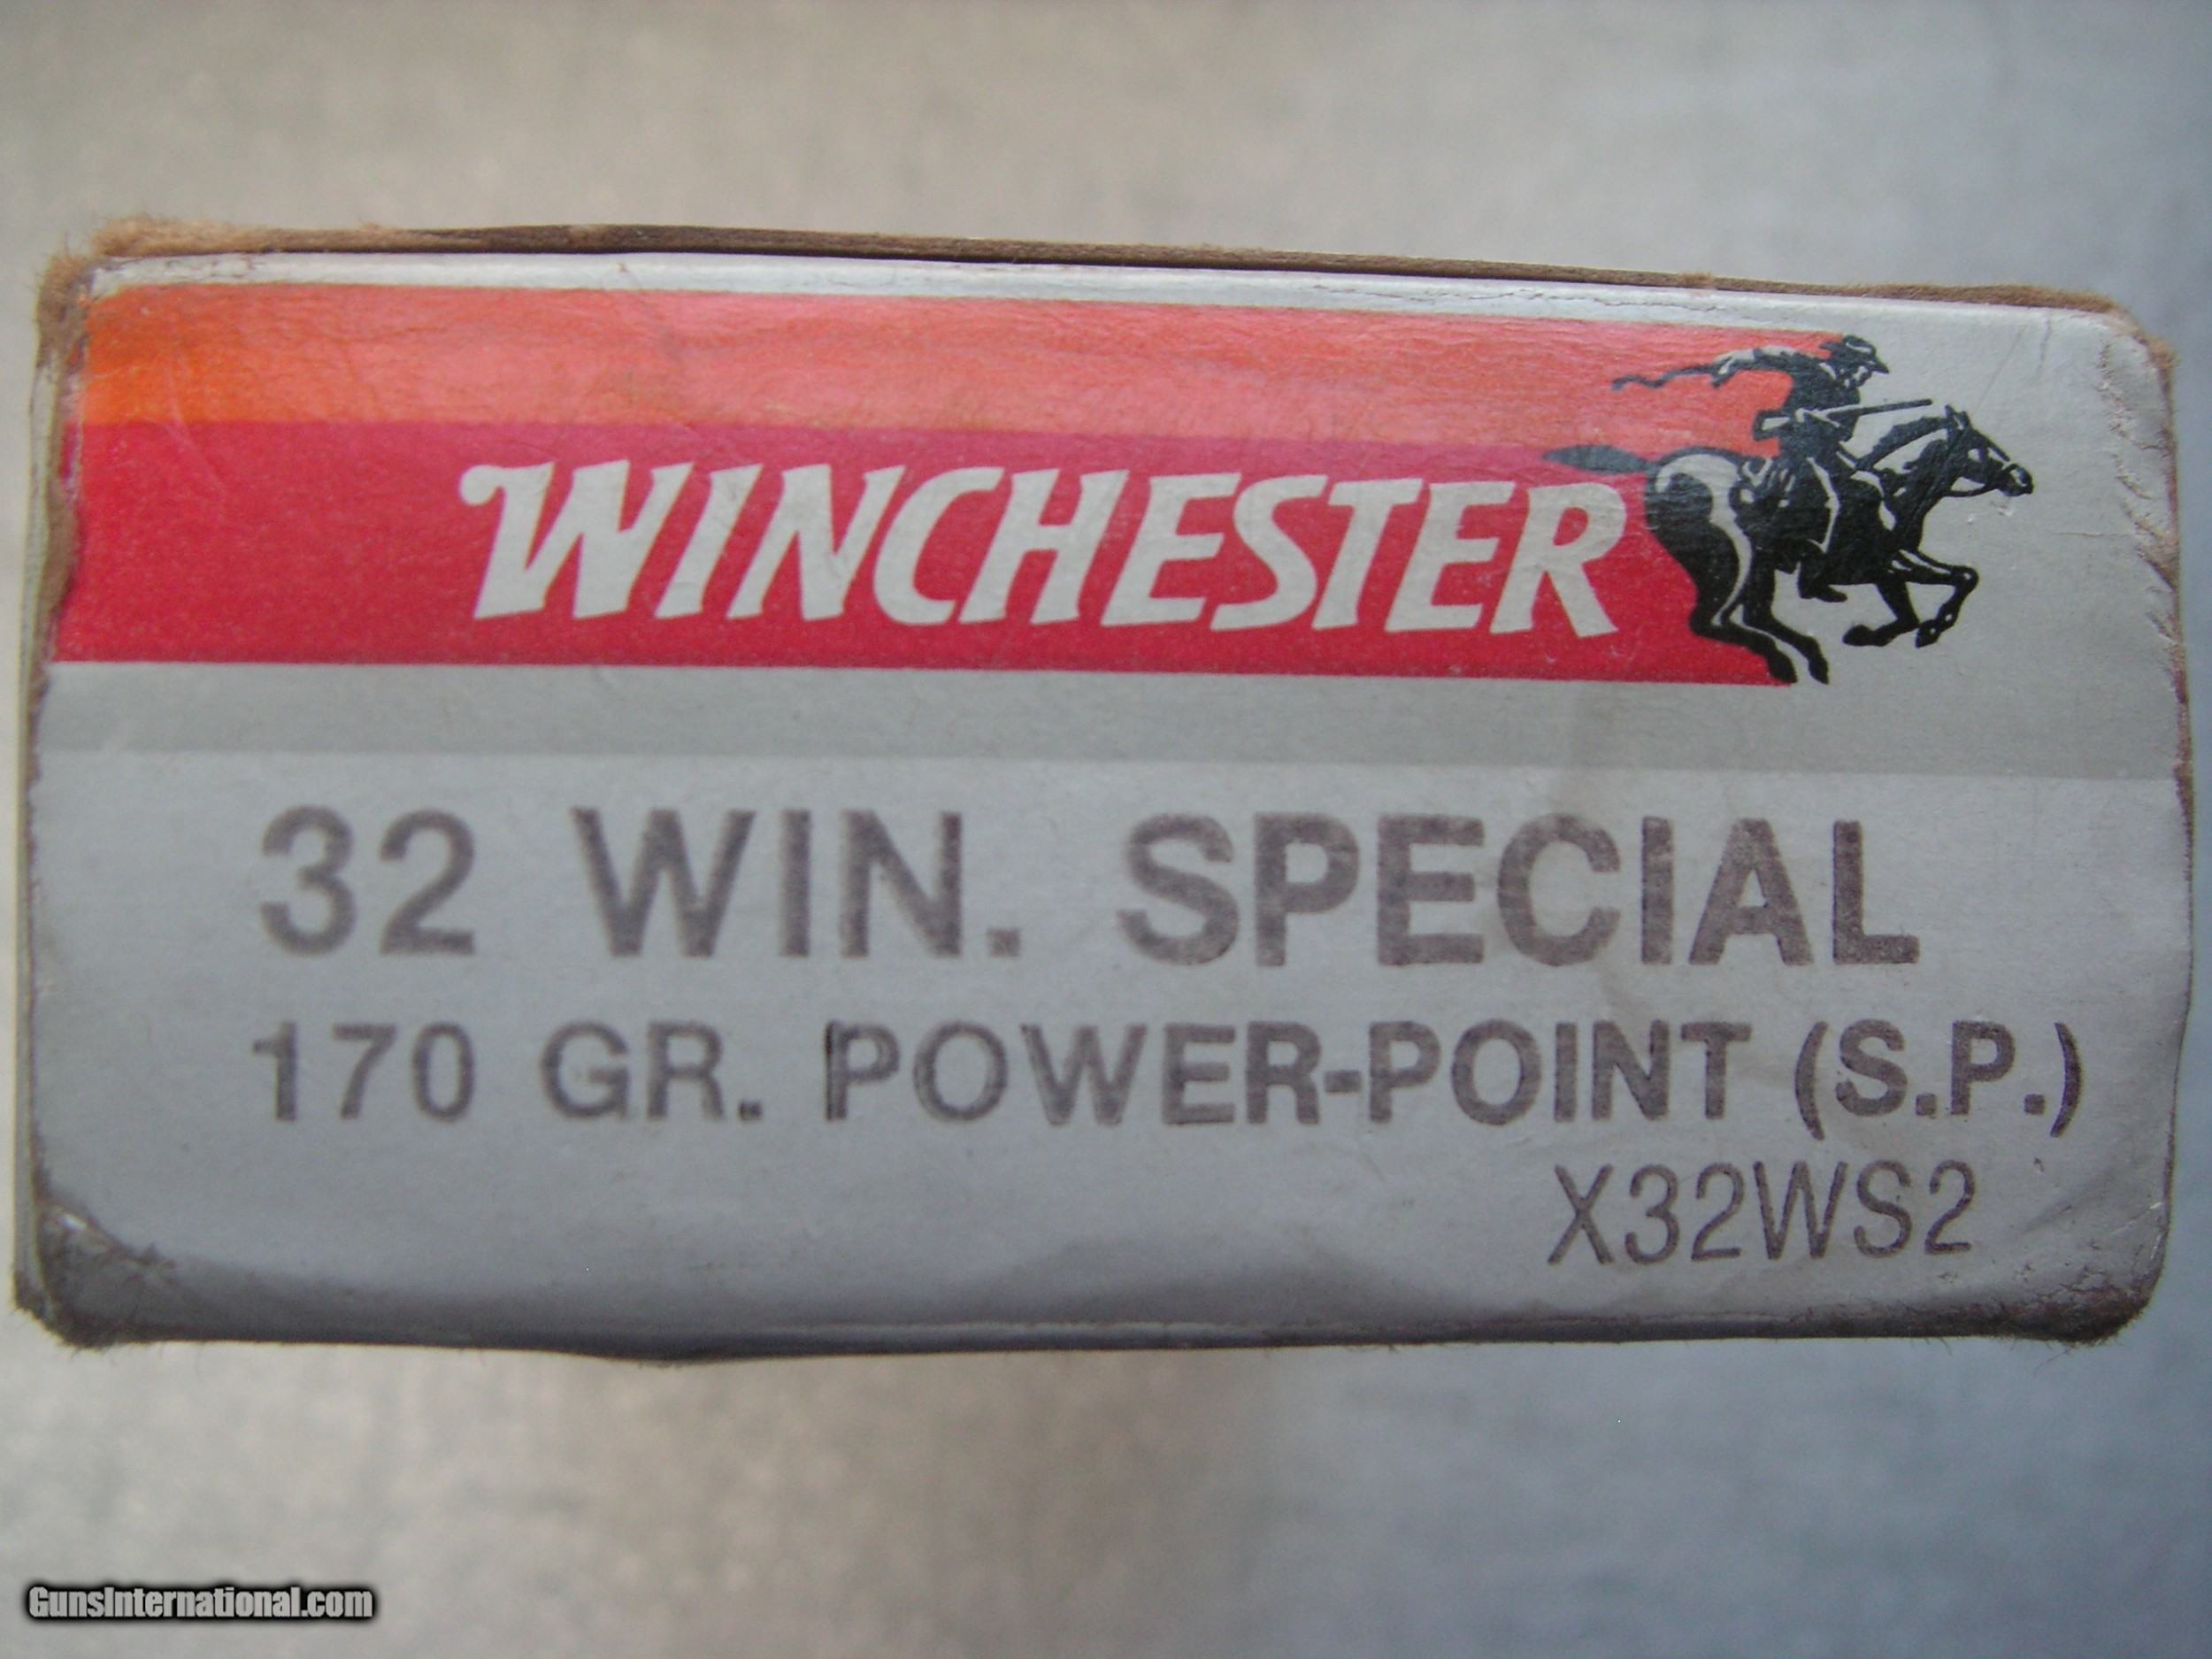 WINCHESTER
32 WIN. SPECIAL
170 GR. POWER-POINT (S.P.)
X32WS2
GunsInternational.com